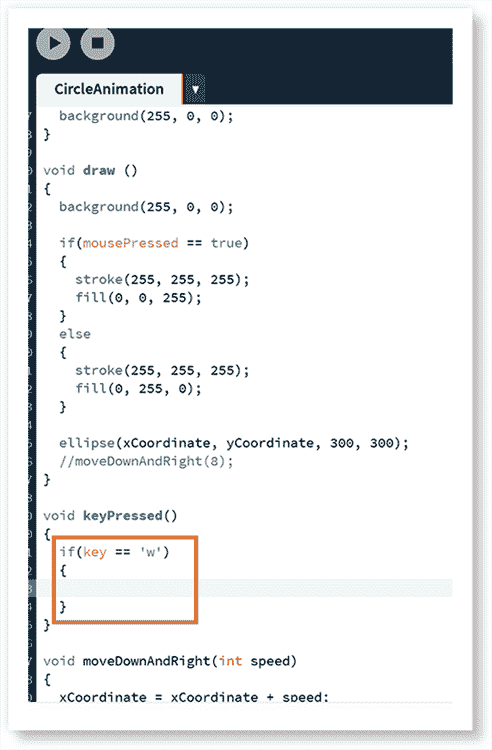 CircleAnimation
background(255, 0, 0);
}
void draw ()
{
background(255, 0, 0);
if(mousePressed == true)
{
stroke(255, 255, 255);
fill(0, 0, 255);
}
else
{
stroke(255, 255, 255);
fill(0, 255, 0);
}
ellipse(xCoordinate, yCoordinate, 300, 300);
//moveDownAndRight(8);
}
void keyPressed()
{
if(key == 'w')
{
}
}
void moveDownAndRight(int speed)
{
xCoordinate = xCoordinate + speed;